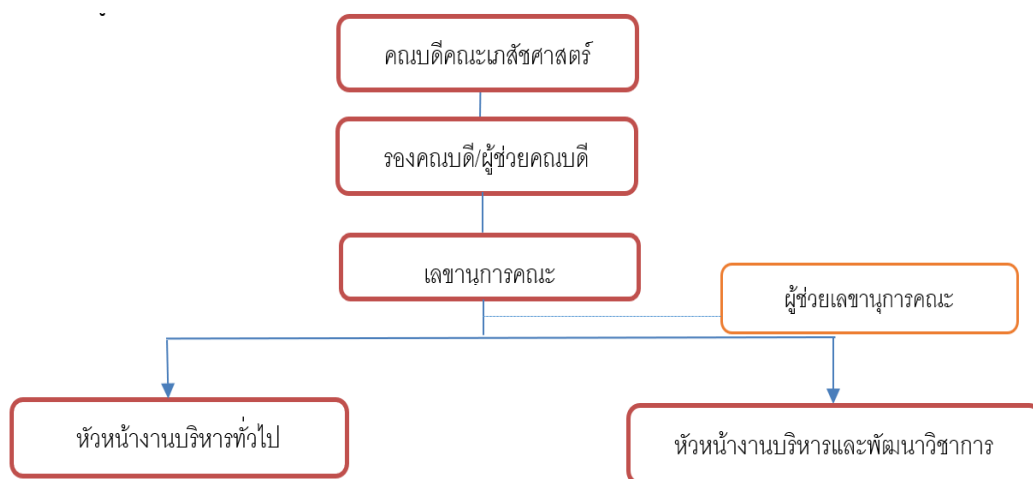 คณบดีคณะเภสัชศาสตร์
รองคณบดี/ผู้ช่วยคณบดี
เลขานุการคณะ
ผู้ช่วยเลขานุการคณะ
หัวหน้างานบริหารทั่วไป
หัวหน้างานบริหารและพัฒนาวิชาการ